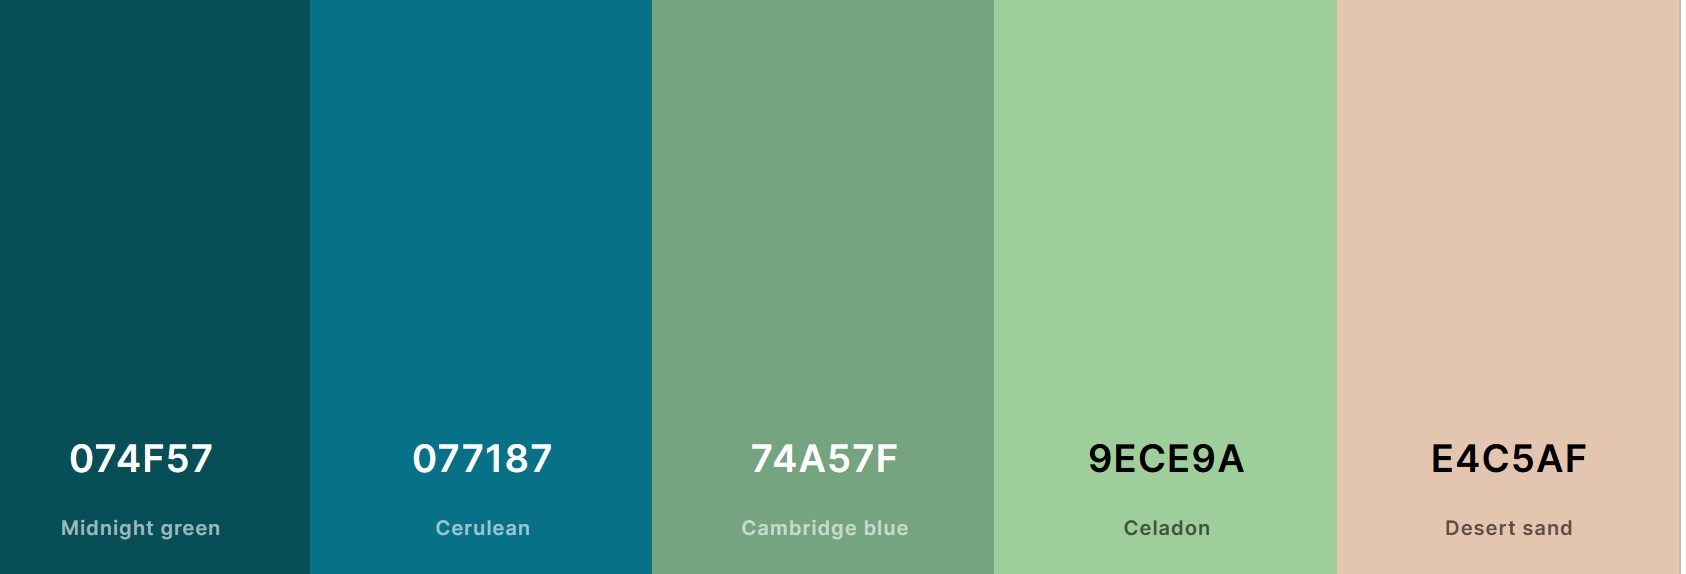 074F57
Midnight green
077187
Cerulean
74A57F
Cambridge blue
9ECE9A
Celadon
E4C5AF
Desert sand